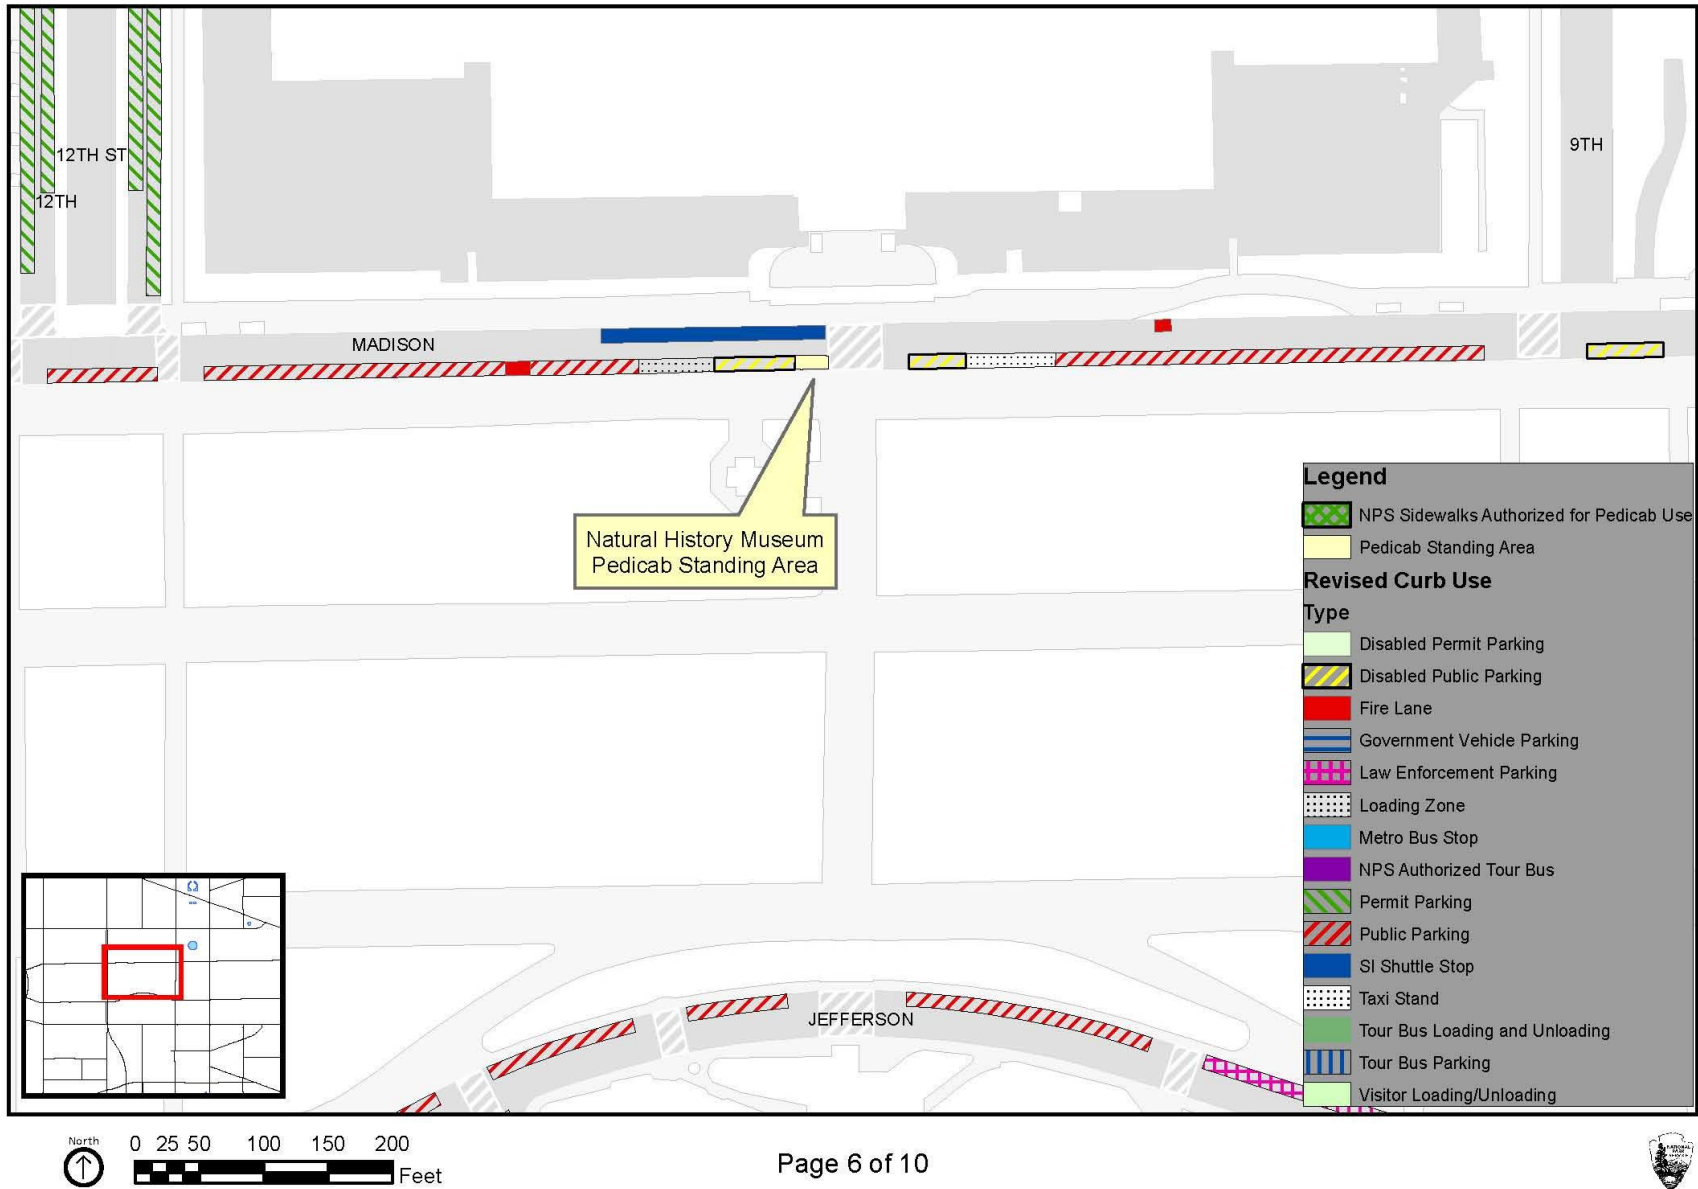 12TH ST
12TH
9TH
MADISON
Natural History Museum
Pedicab Standing Area
Legend
NPS Sidewalks Authorized for Pedicab Use
Pedicab Standing Area
Revised Curb Use
Type
Disabled Permit Parking
Disabled Public Parking
Fire Lane
Government Vehicle Parking
Law Enforcement Parking
Loading Zone
Metro Bus Stop
NPS Authorized Tour Bus
Permit Parking
Public Parking
SI Shuttle Stop
Taxi Stand
Tour Bus Loading and Unloading
Tour Bus Parking
Visitor Loading/Unloading
JEFFERSON
North
0 25 50 100 150 200
Feet
Page 6 of 10
NATIONAL
PARK
SERVICE